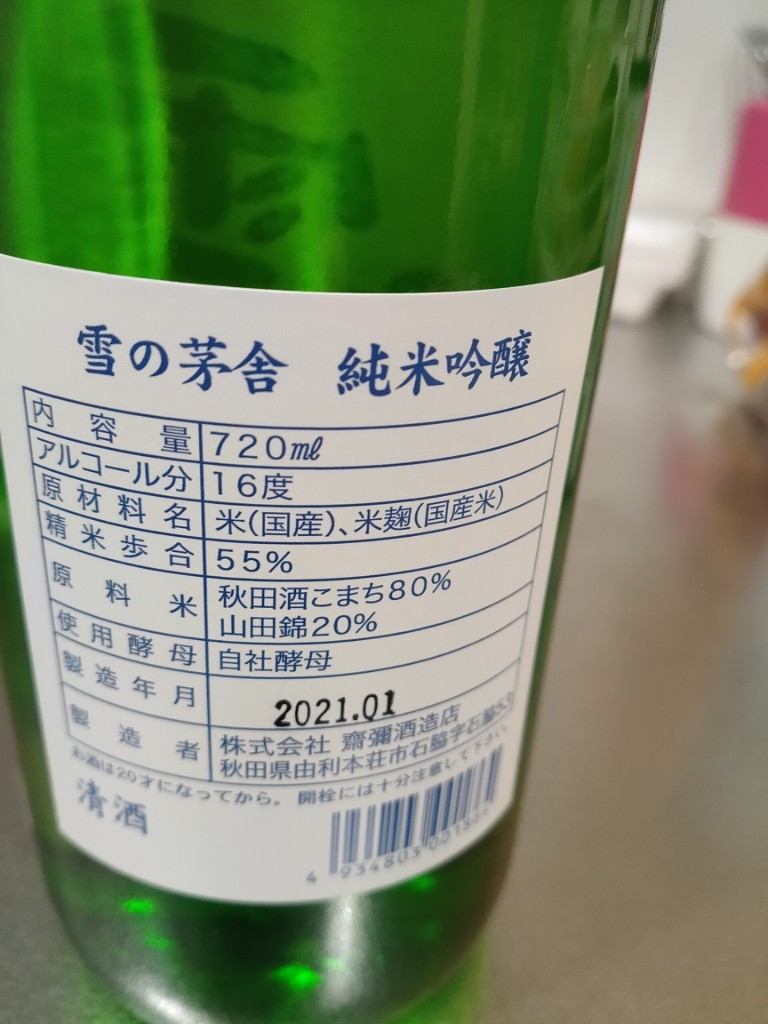 雪の茅舎 純米吟醸
内容量 720ml
アルコール分 16度
原材料名 米(国産)、米麹(国産米)
精米歩合 55%
原料米 秋田酒こまち80%
山田錦20%
使用酵母 自社酵母
製造年月 2021.01
製造者 株式会社 齋彌酒造店
秋田県由利本荘市石脇字石脇53
お酒は20才になってから。 開栓には十分注意して下さい。
清酒
4 934803